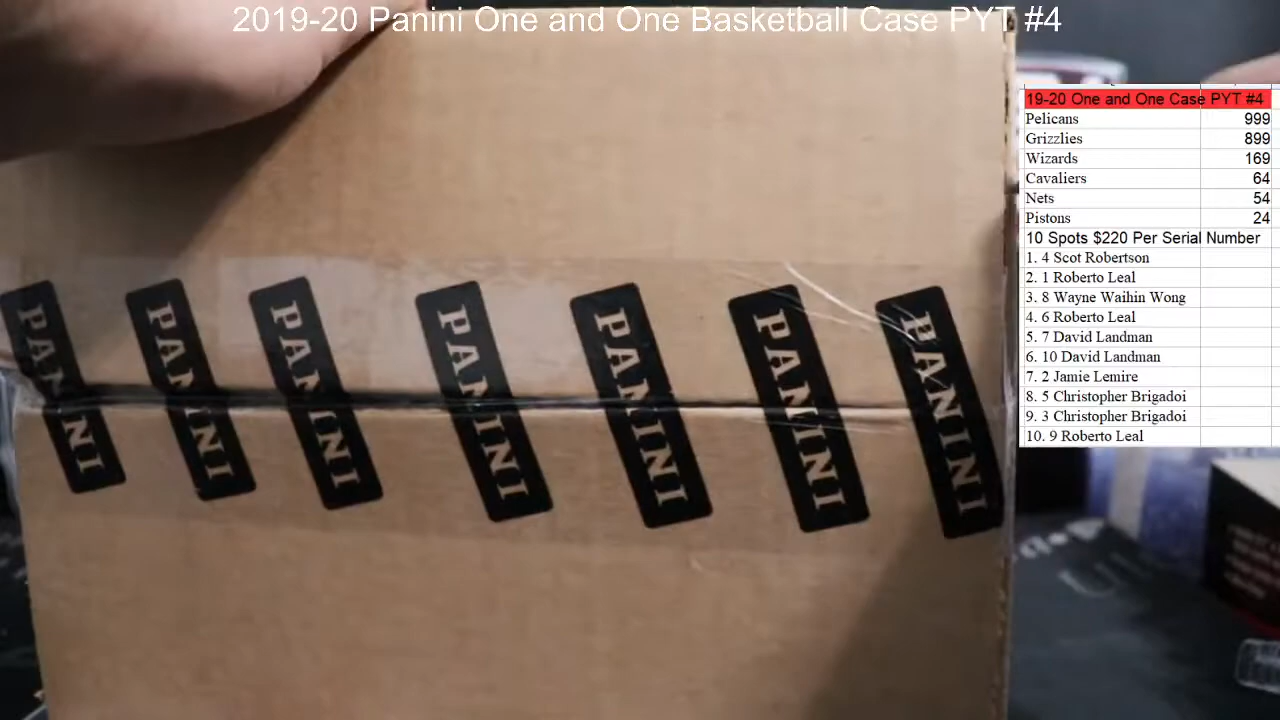 2019-20 Panini One and One Basketball Case PYT #4
19-20 One and One Case PYT #4
Pelicans 999
Grizzlies 899
Wizards 169
Cavaliers 64
Nets 54
Pistons 24
10 Spots $220 Per Serial Number
1. 4 Scot Robertson
2. 1 Roberto Leal
3. 8 Wayne Waihin Wong
4. 6 Roberto Leal
5. 7 David Landman
6. 10 David Landman
7. 2 Jamie Lemire
8. 5 Christopher Brigadoi
9. 3 Christopher Brigadoi
10. 9 Roberto Leal
PANINI
PANINI
PANINI
PANINI
PANINI
PANINI
PANINI